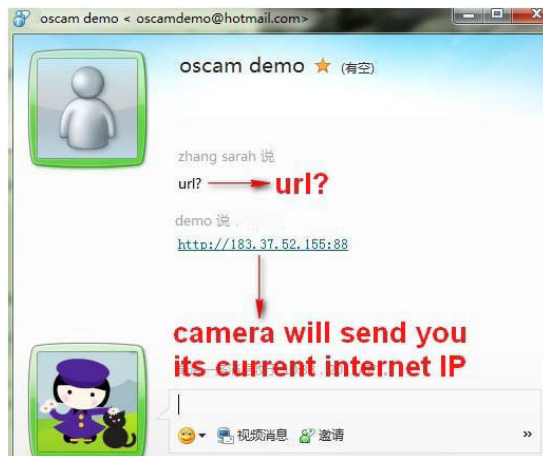 oscam demo < oscamdemo@hotmail.com>
oscam demo (有空)
zhang sarah 说
url? url?
demo 说
http://183.37.52.155:88
camera will send you
its current internet IP
视频消息 邀请 »